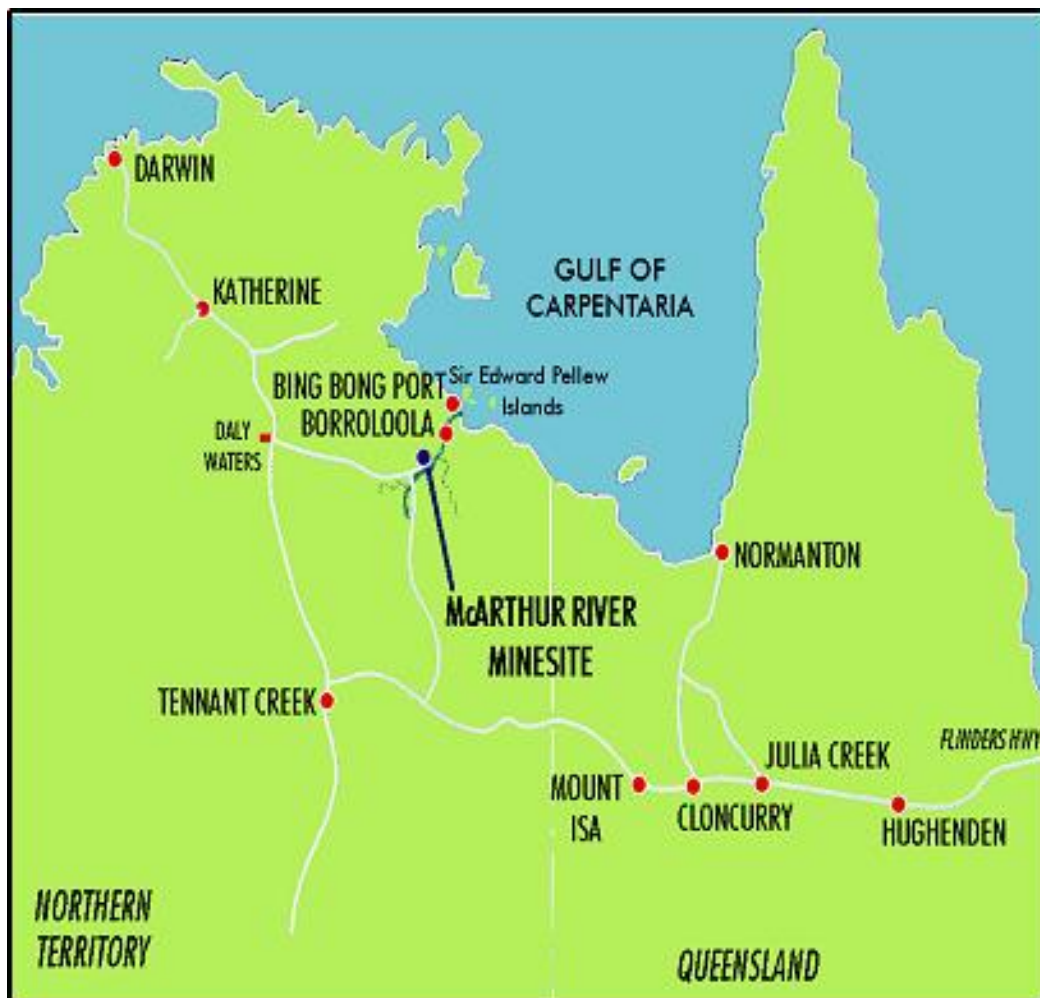 DARWIN
KATHERINE
GULF OF
CARPENTARIA
BING BONG PORT
Sir Edward Pellew
Islands
BORROLOOLA
DALY
WATERS
NORMANTON
McARTHUR RIVER
MINESITE
TENNANT CREEK
FLINDERS HWY
JULIA CREEK
MOUNT
ISA
CLONCURRY
HUGHENDEN
NORTHERN
TERRITORY
QUEENSLAND